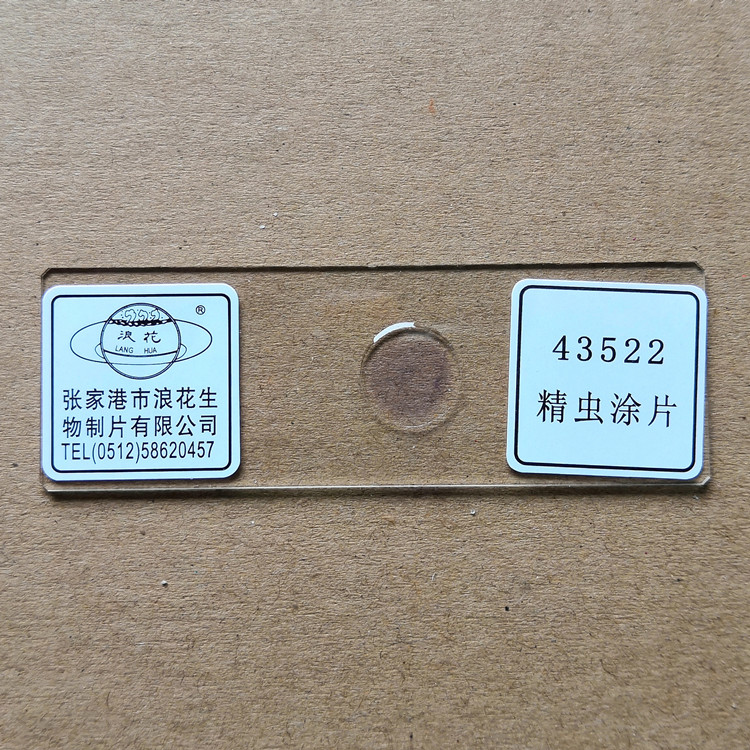 ®
浪花
LANG HUA
张家港市浪花生
物制片有限公司
TEL(0512)58620457
43522
精虫涂片